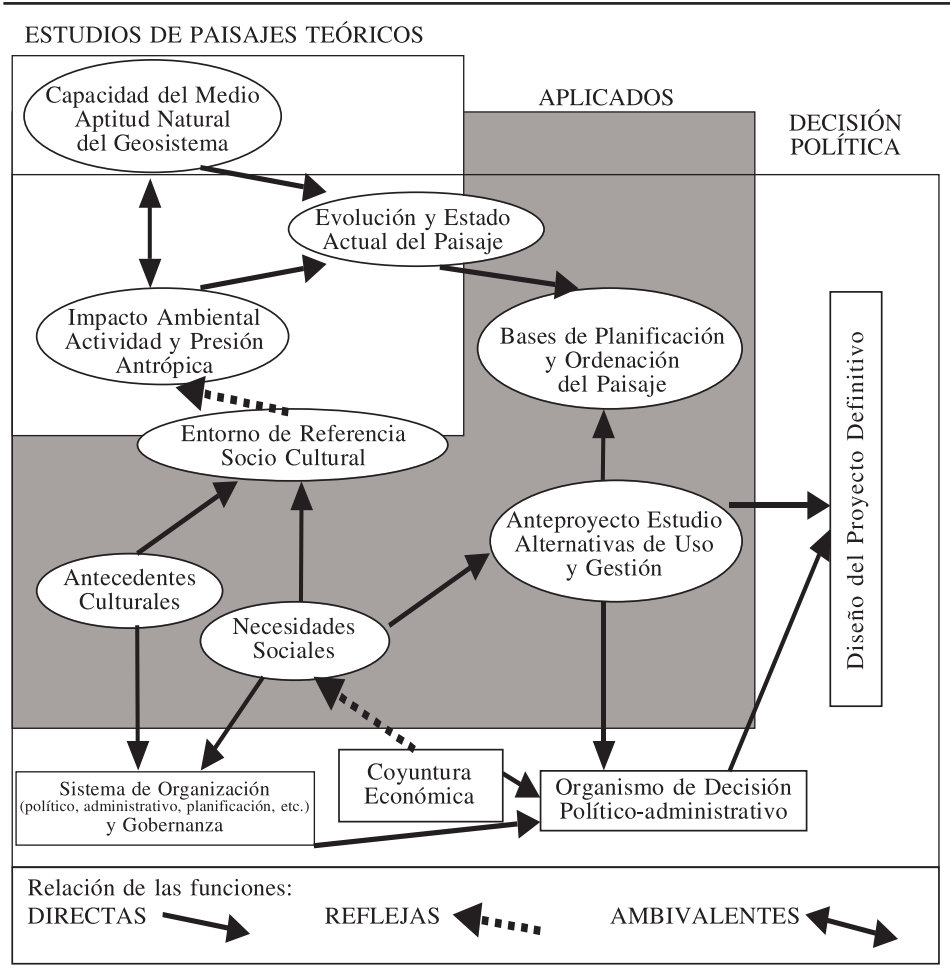 ESTUDIOS DE PAISAJES TEÓRICOS
APLICADOS
DECISIÓN
POLÍTICA
Capacidad del Medio
Aptitud Natural
del Geosistema
Evolución y Estado
Actual del Paisaje
Impacto Ambiental
Actividad y Presión
Antrópica
Bases de Planificación
y Ordenación
del Paisaje
Entorno de Referencia
Socio Cultural
Anteproyecto Estudio
Alternativas de Uso
y Gestión
Diseño del Proyecto Definitivo
Antecedentes
Culturales
Necesidades
Sociales
Sistema de Organización
(político, administrativo, planificación, etc.)
y Gobernanza
Coyuntura
Económica
Organismo de Decisión
Político-administrativo
Relación de las funciones:
DIRECTAS
REFLEJAS
AMBIVALENTES